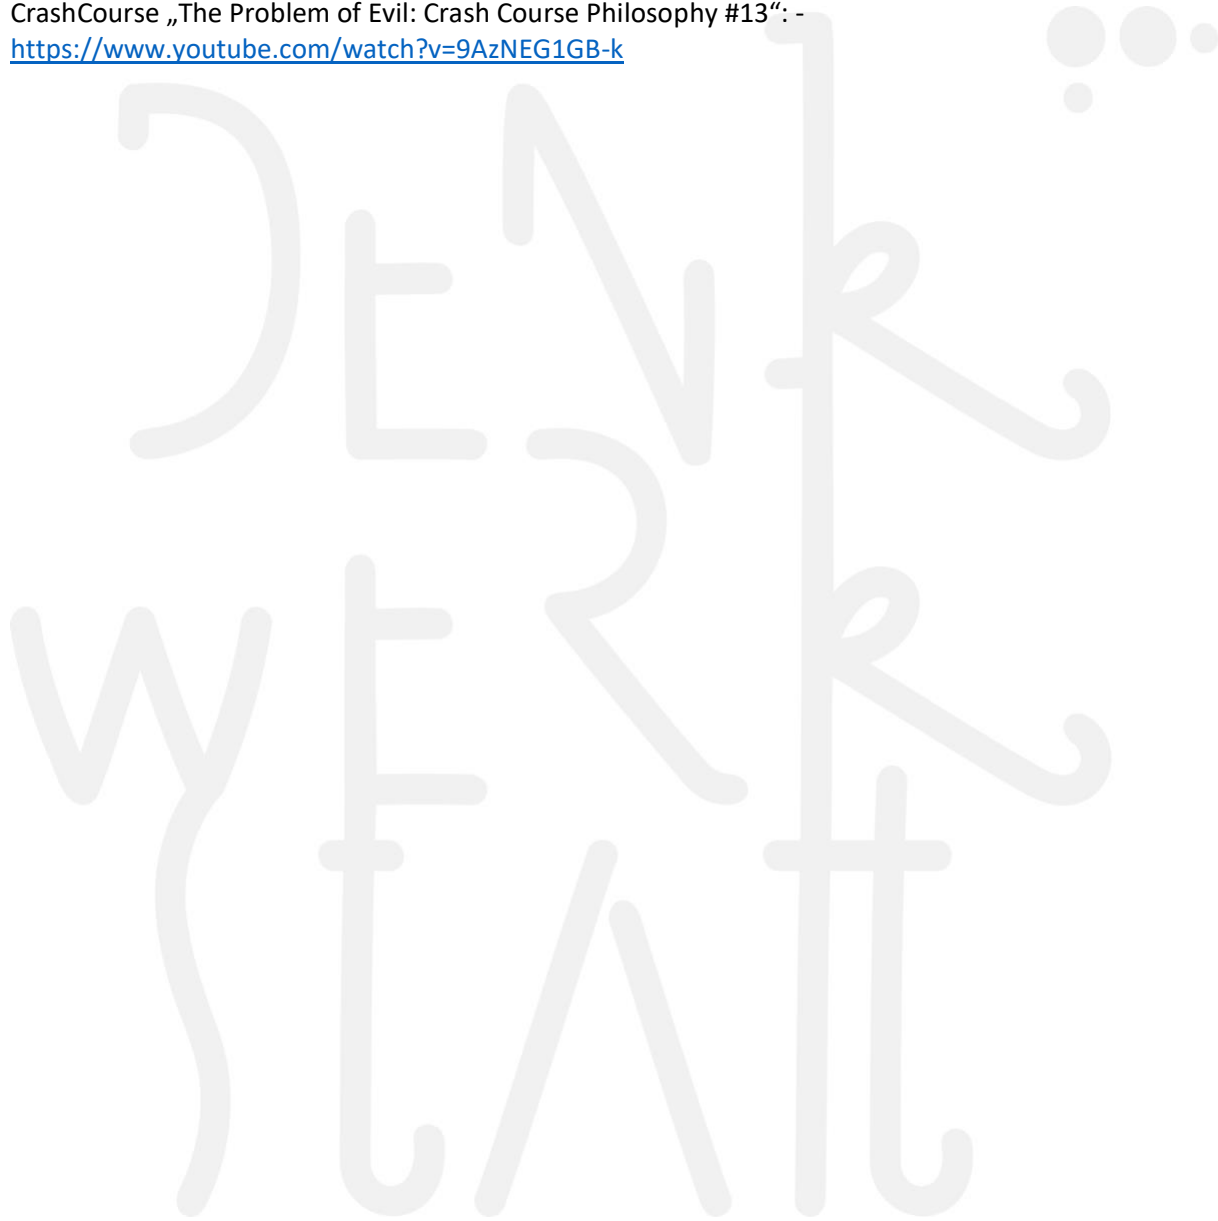 CrashCourse „The Problem of Evil: Crash Course Philosophy #13“: -
https://www.youtube.com/watch?v=9AzNEG1GB-k
DENK
WERK
STATT